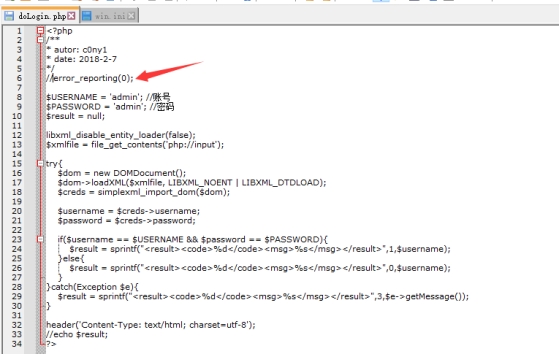 doLogin.php win.ini
1 <?php
2 /**
3 * autor: c0ny1
4 * date: 2018-2-7
5 */
6 //error_reporting(0);
7
8 $USERNAME = 'admin'; //账号
9 $PASSWORD = 'admin'; //密码
10 $result = null;
11
12 libxml_disable_entity_loader(false);
13 $xmlfile = file_get_contents('php://input');
14
15 try{
16 $dom = new DOMDocument();
17 $dom->loadXML($xmlfile, LIBXML_NOENT | LIBXML_DTDLOAD);
18 $creds = simplexml_import_dom($dom);
19
20 $username = $creds->username;
21 $password = $creds->password;
22
23 if($username == $USERNAME && $password == $PASSWORD){
24 $result = sprintf("<result><code>%d</code><msg>%s</msg></result>",1,$username);
25 }else{
26 $result = sprintf("<result><code>%d</code><msg>%s</msg></result>",0,$username);
27 }
28 }catch(Exception $e){
29 $result = sprintf("<result><code>%d</code><msg>%s</msg></result>",3,$e->getMessage());
30 }
31
32 header('Content-Type: text/html; charset=utf-8');
33 //echo $result;
34 ?>